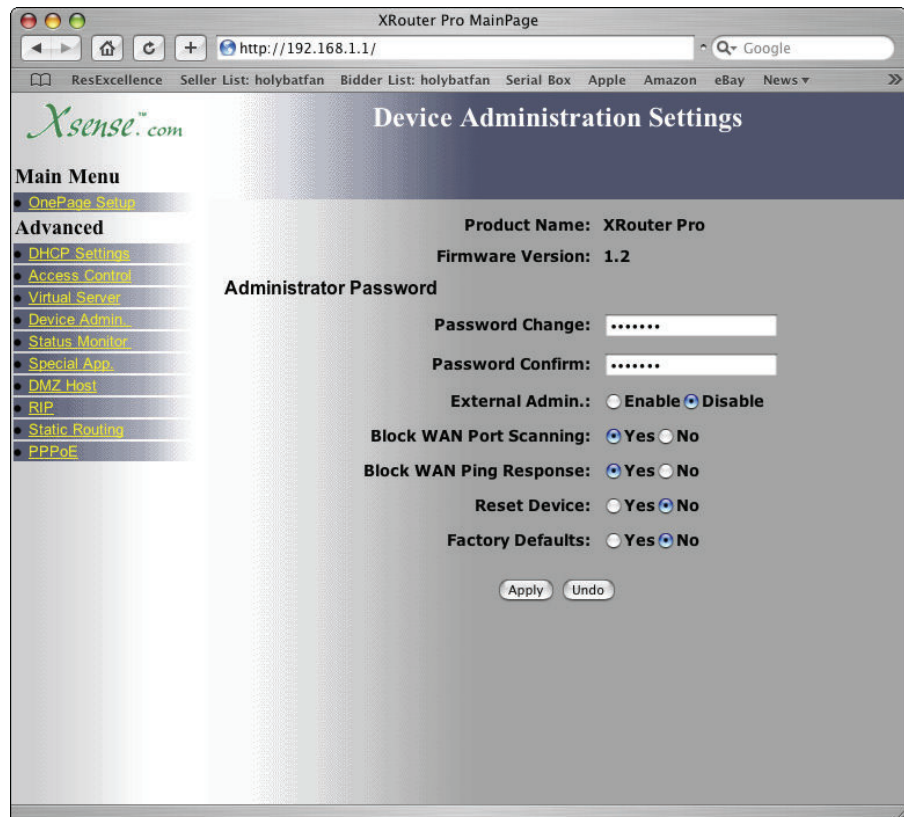 XRouter Pro MainPage
http://192.168.1.1/
Google
ResExcellence Seller List: holybatfan Bidder List: holybatfan Serial Box Apple Amazon eBay News
Xsense.™com
Device Administration Settings
Main Menu
OnePage Setup
Advanced
DHCP Settings
Access Control
Virtual Server
Device Admin.
Status Monitor
Special App.
DMZ Host
RIP
Static Routing
PPPoE
Product Name: XRouter Pro
Firmware Version: 1.2
Administrator Password
Password Change: •••••••
Password Confirm: •••••••
External Admin.: Enable Disable
Block WAN Port Scanning: Yes No
Block WAN Ping Response: Yes No
Reset Device: Yes No
Factory Defaults: Yes No
Apply Undo